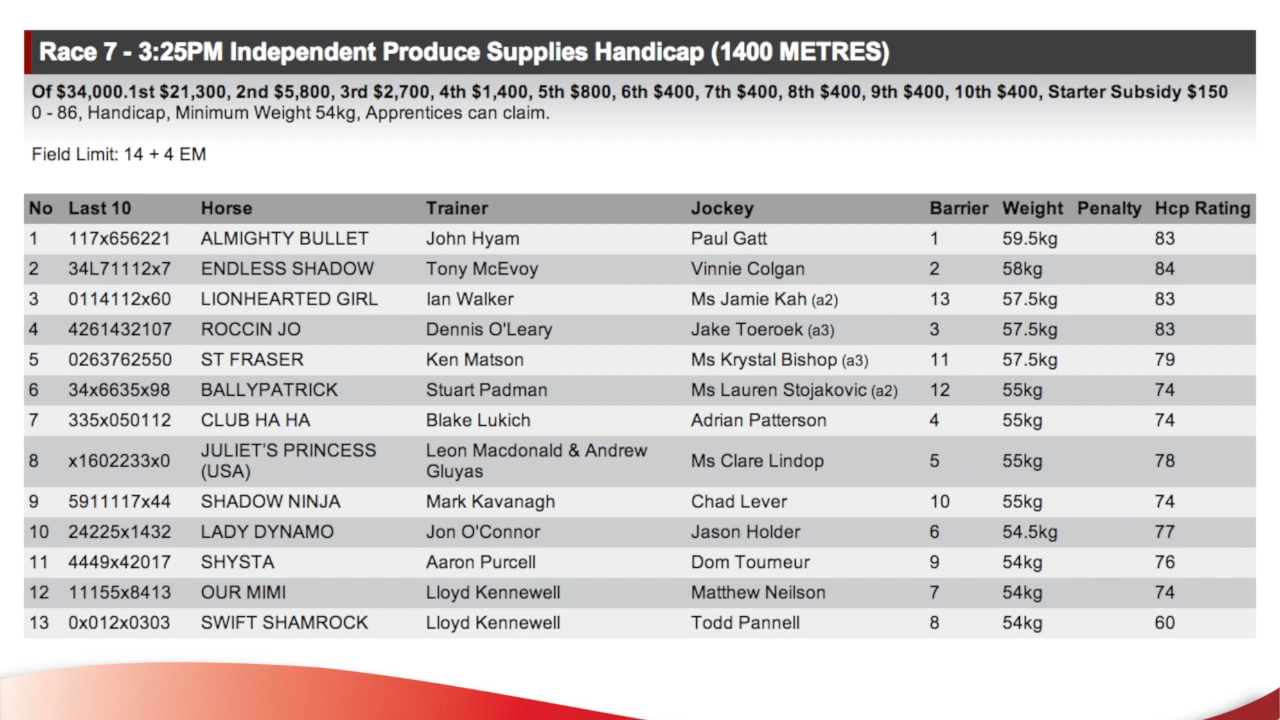 Race 7 - 3:25PM Independent Produce Supplies Handicap (1400 METRES)
Of $34,000.1st $21,300, 2nd $5,800, 3rd $2,700, 4th $1,400, 5th $800, 6th $400, 7th $400, 8th $400, 9th $400, 10th $400, Starter Subsidy $150
0 - 86, Handicap, Minimum Weight 54kg, Apprentices can claim.
Field Limit: 14 + 4 EM
No Last 10 Horse Trainer Jockey Barrier Weight Penalty Hcp Rating
1 117x656221 ALMIGHTY BULLET John Hyam Paul Gatt 1 59.5kg 83
2 34L71112x7 ENDLESS SHADOW Tony McEvoy Vinnie Colgan 2 58kg 84
3 0114112x60 LIONHEARTED GIRL Ian Walker Ms Jamie Kah (a2) 13 57.5kg 83
4 4261432107 ROCCIN JO Dennis O'Leary Jake Toeroek (a3) 3 57.5kg 83
5 0263762550 ST FRASER Ken Matson Ms Krystal Bishop (a3) 11 57.5kg 79
6 34x6635x98 BALLYPATRICK Stuart Padman Ms Lauren Stojakovic (a2) 12 55kg 74
7 335x050112 CLUB HA HA Blake Lukich Adrian Patterson 4 55kg 74
8 x1602233x0 JULIET'S PRINCESS (USA) Leon Macdonald & Andrew Gluyas Ms Clare Lindop 5 55kg 78
9 5911117x44 SHADOW NINJA Mark Kavanagh Chad Lever 10 55kg 74
10 24225x1432 LADY DYNAMO Jon O'Connor Jason Holder 6 54.5kg 77
11 4449x42017 SHYSTA Aaron Purcell Dom Tourneur 9 54kg 76
12 11155x8413 OUR MIMI Lloyd Kennewell Matthew Neilson 7 54kg 74
13 0x012x0303 SWIFT SHAMROCK Lloyd Kennewell Todd Pannell 8 54kg 60